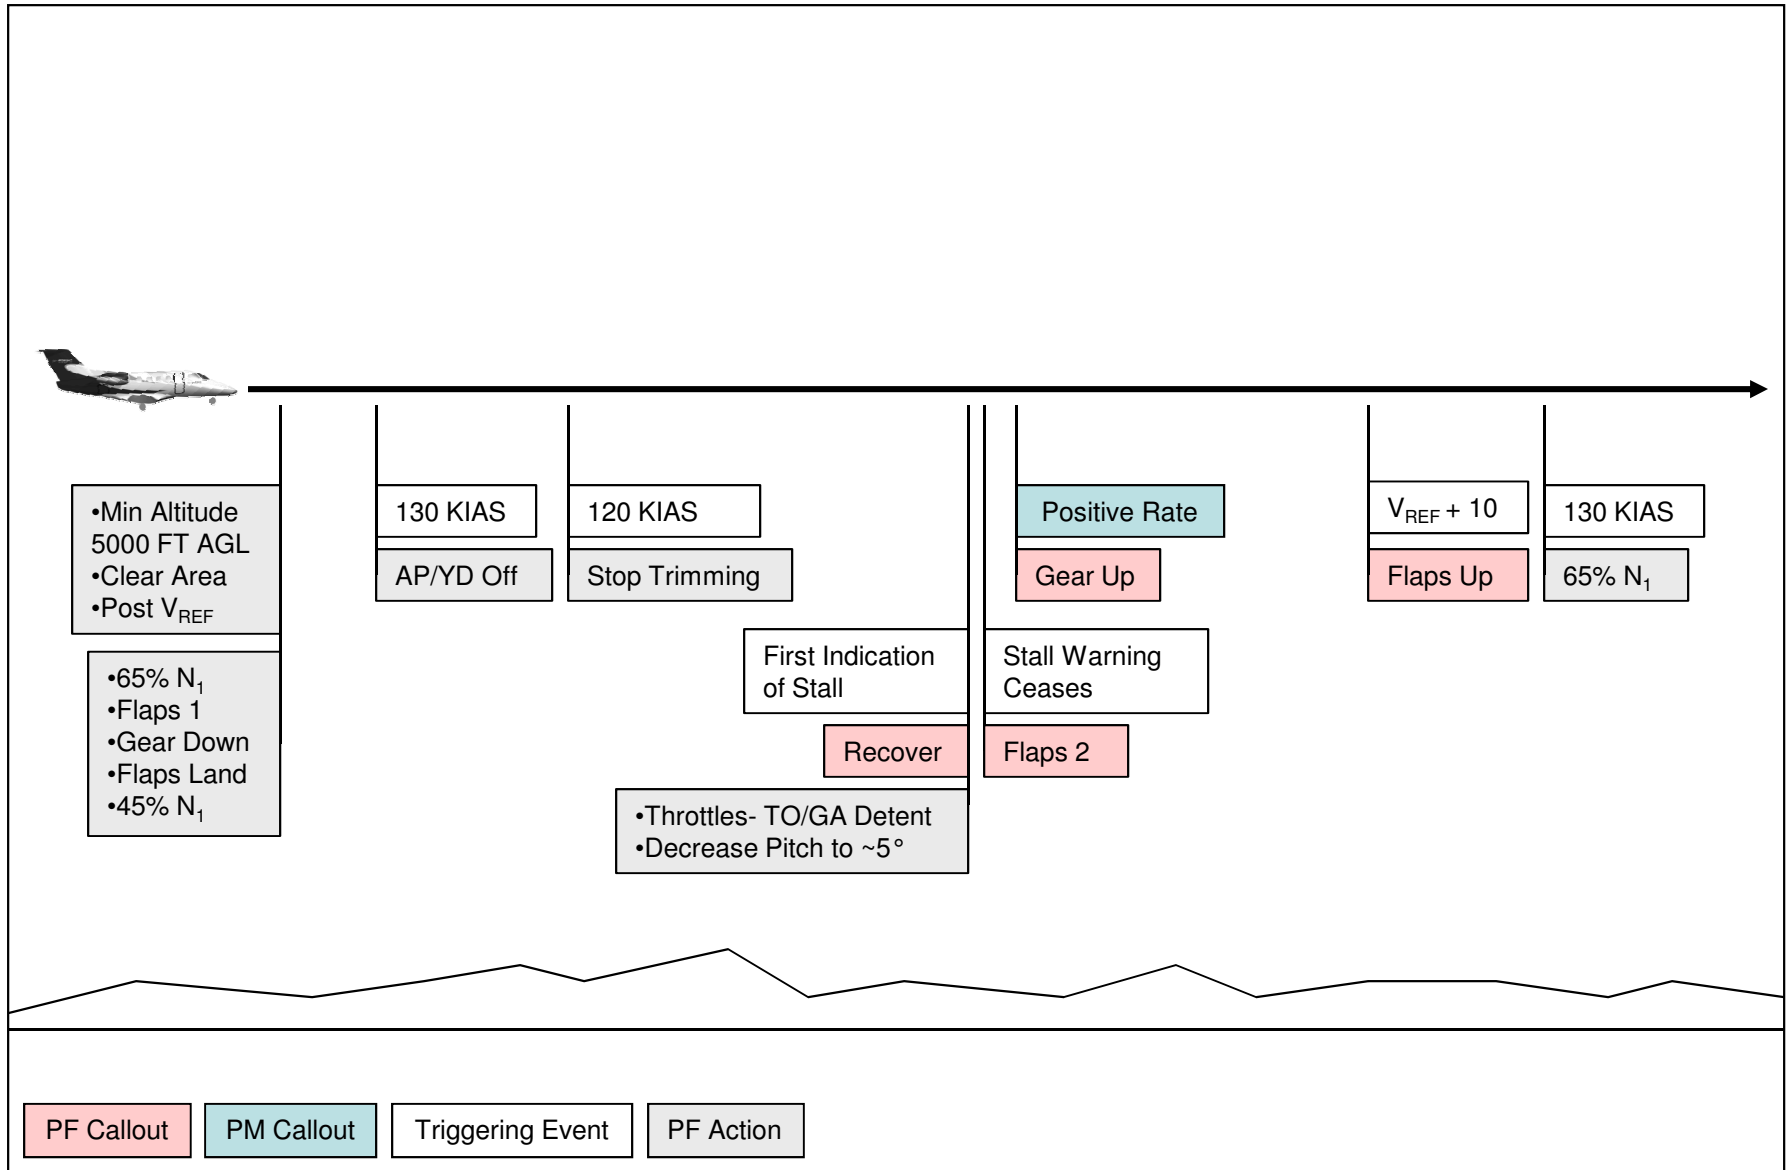 •Min Altitude
5000 FT AGL
•Clear Area
•Post VREF
•65% N1
•Flaps 1
•Gear Down
•Flaps Land
•45% N1
130 KIAS
AP/YD Off
120 KIAS
Stop Trimming
First Indication
of Stall
Recover
•Throttles- TO/GA Detent
•Decrease Pitch to ~5°
Stall Warning
Ceases
Flaps 2
Positive Rate
Gear Up
VREF + 10
Flaps Up
130 KIAS
65% N1
PF Callout
PM Callout
Triggering Event
PF Action